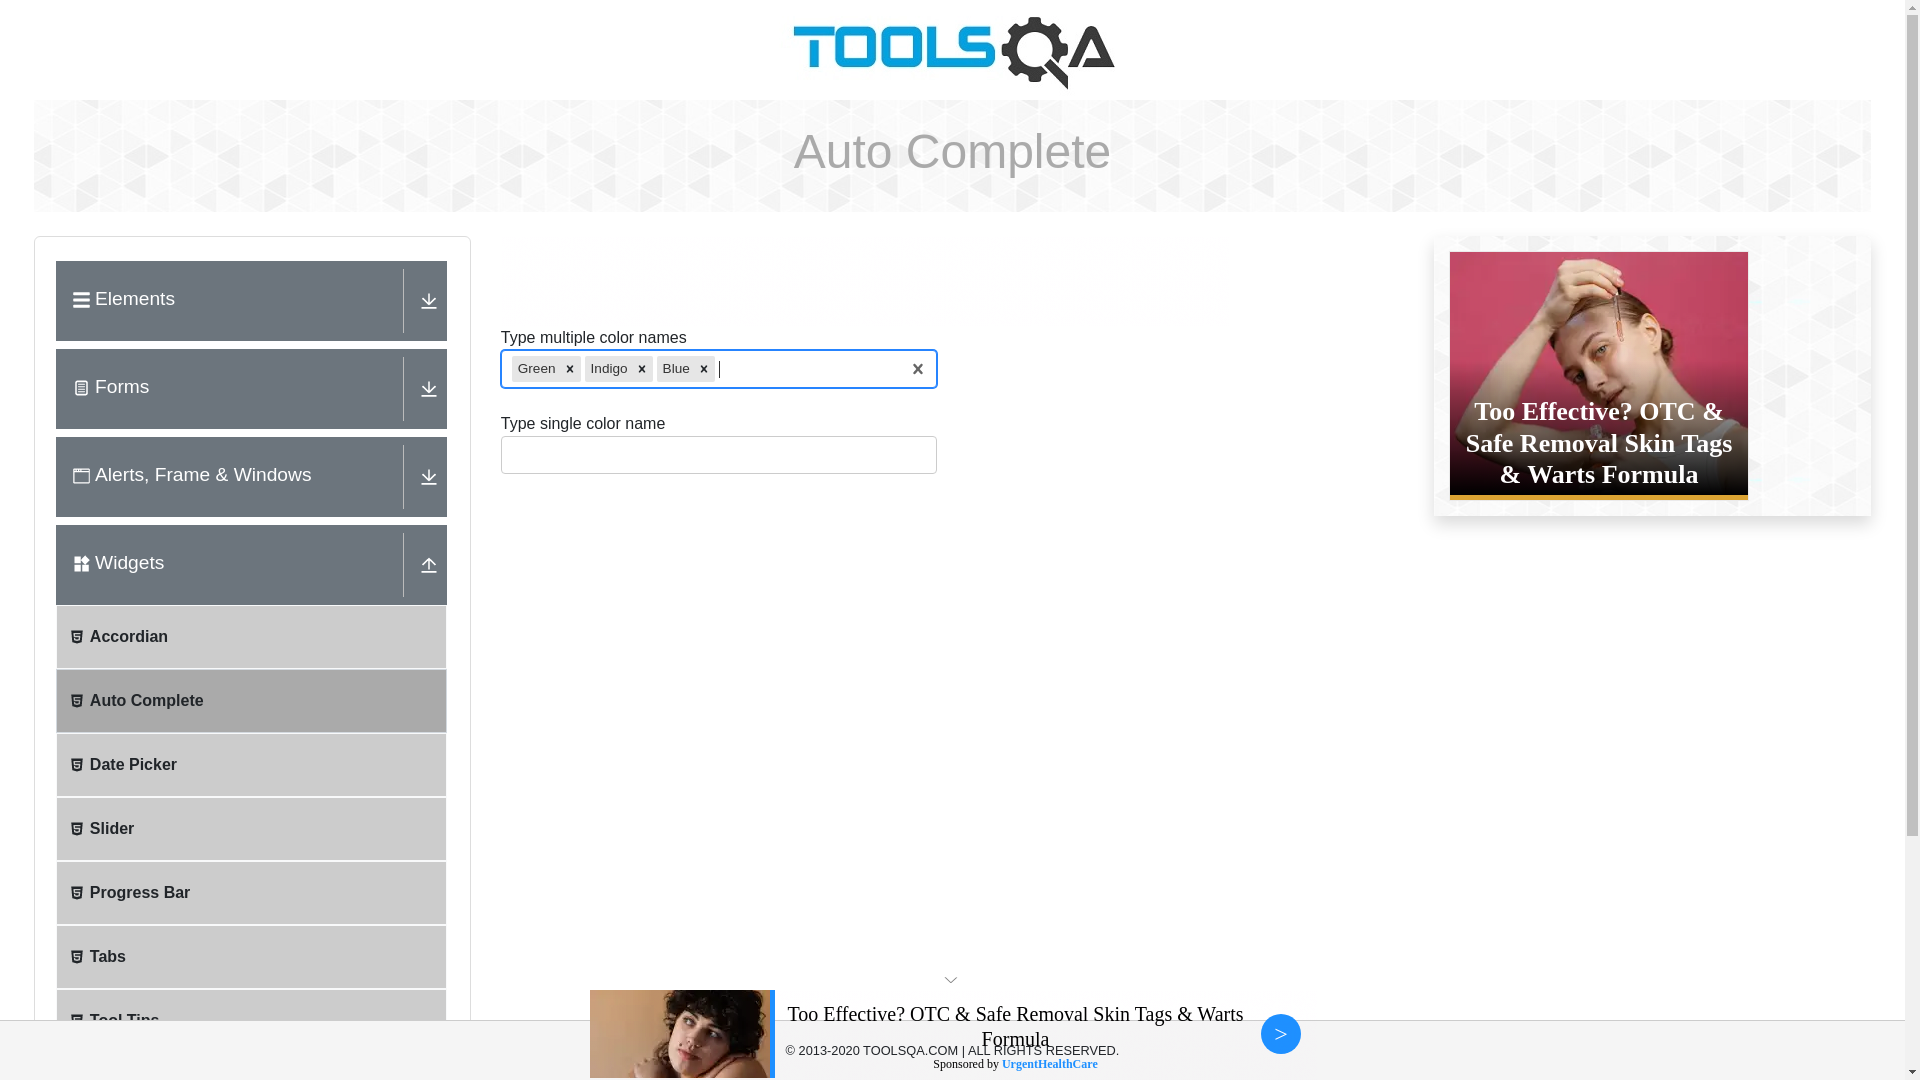 TOOLSQA
Auto Complete
Elements
Forms
Alerts, Frame & Windows
Widgets
Accordian
Auto Complete
Date Picker
Slider
Progress Bar
Tabs
Tool Tips
Type multiple color names
Green
Indigo
Blue
Type single color name
Too Effective? OTC &
Safe Removal Skin Tags
& Warts Formula
Too Effective? OTC & Safe Removal Skin Tags & Warts
Formula
© 2013-2020 TOOLSQA.COM | ALL RIGHTS RESERVED.
Sponsored by UrgentHealthCare
>